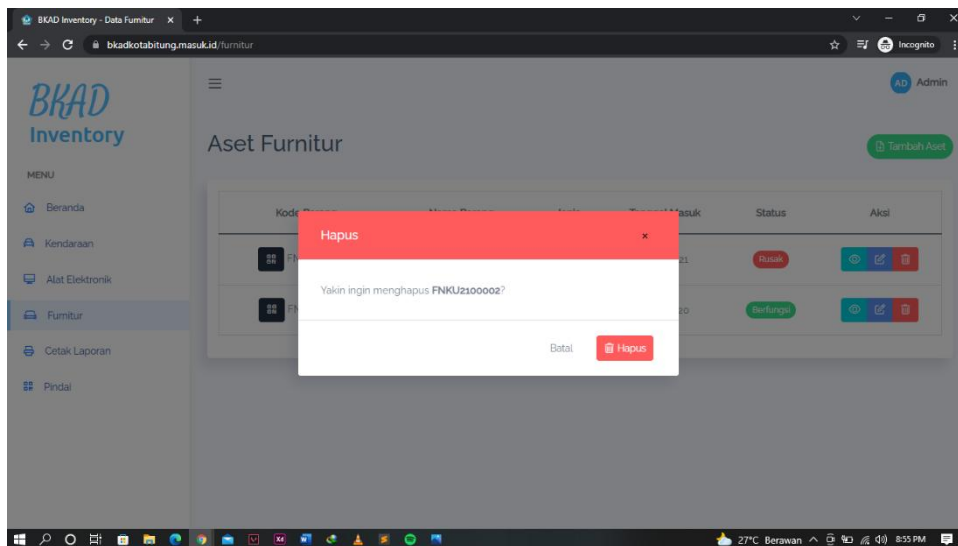 BKAD Inventory - Data Furnitur
bkadkotabitung.masuk.id/furnitur
Incognito
BKAD
Inventory
AD Admin
Aset Furnitur
Tambah Aset
MENU
Beranda
Kendaraan
Alat Elektronik
Furnitur
Cetak Laporan
Pindai
Status
Aksi
Rusak
Berfungsi
Hapus
Yakin ingin menghapus FNKU2100002?
Batal
Hapus
27°C Berawan
8:55 PM